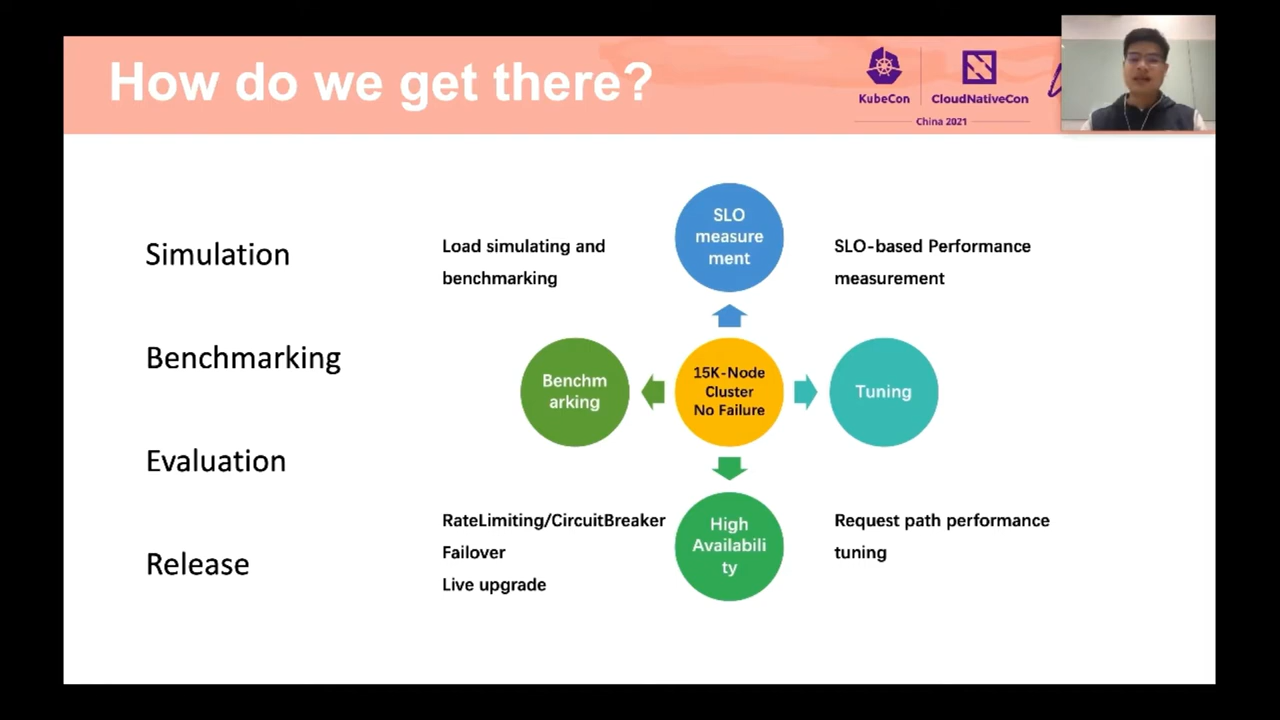 How do we get there?
KubeCon
CloudNativeCon
China 2021
Simulation
Benchmarking
Evaluation
Release
Load simulating and
benchmarking
SLO
measure
ment
SLO-based Performance
measurement
Benchm
arking
15K-Node
Cluster
No Failure
Tuning
RateLimiting/CircuitBreaker
Failover
Live upgrade
High
Availabili
ty
Request path performance
tuning